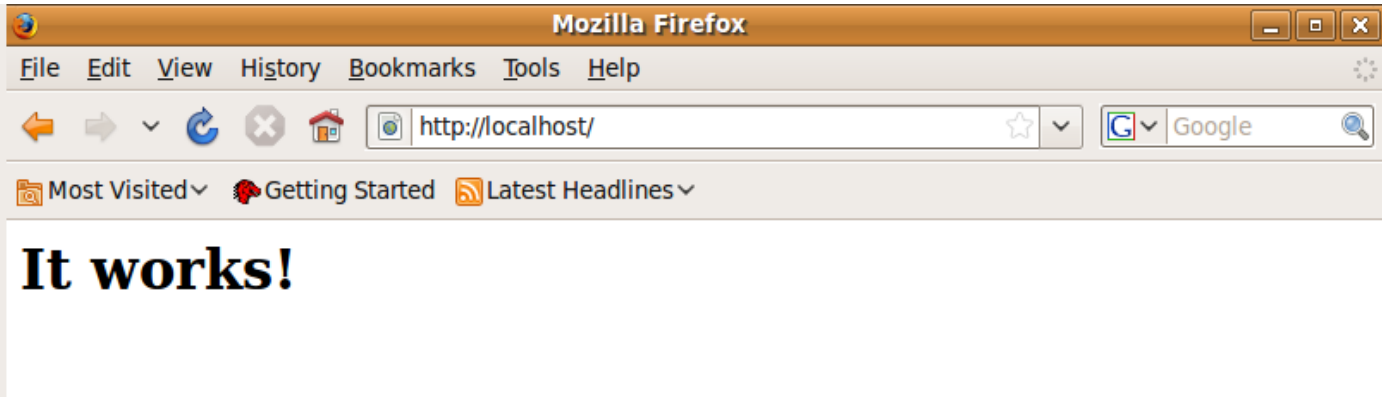 Mozilla Firefox
File Edit View History Bookmarks Tools Help
http://localhost/ G Google
Most Visited Getting Started Latest Headlines
It works!